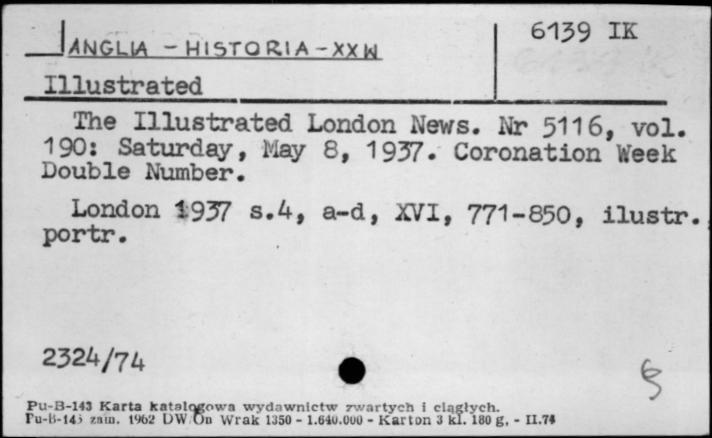 6139 IK
ANGLIA - HISTORIA - XX W
Illustrated
The Illustrated London News. Nr 5116, vol.
190: Saturday, May 8, 1937. Coronation Week
Double Number.
London 1937 s.4, a-d, XVI, 771-850, ilustr.
portr.
2324/74
Pu-B-143 Karta katalogowa wydawnictw zwartych i ciągłych.
Pu-B-143 zam. 1962 DW/On Wrak 1350 - 1.640.000 - Karton 3 kl. 180 g. - II.74